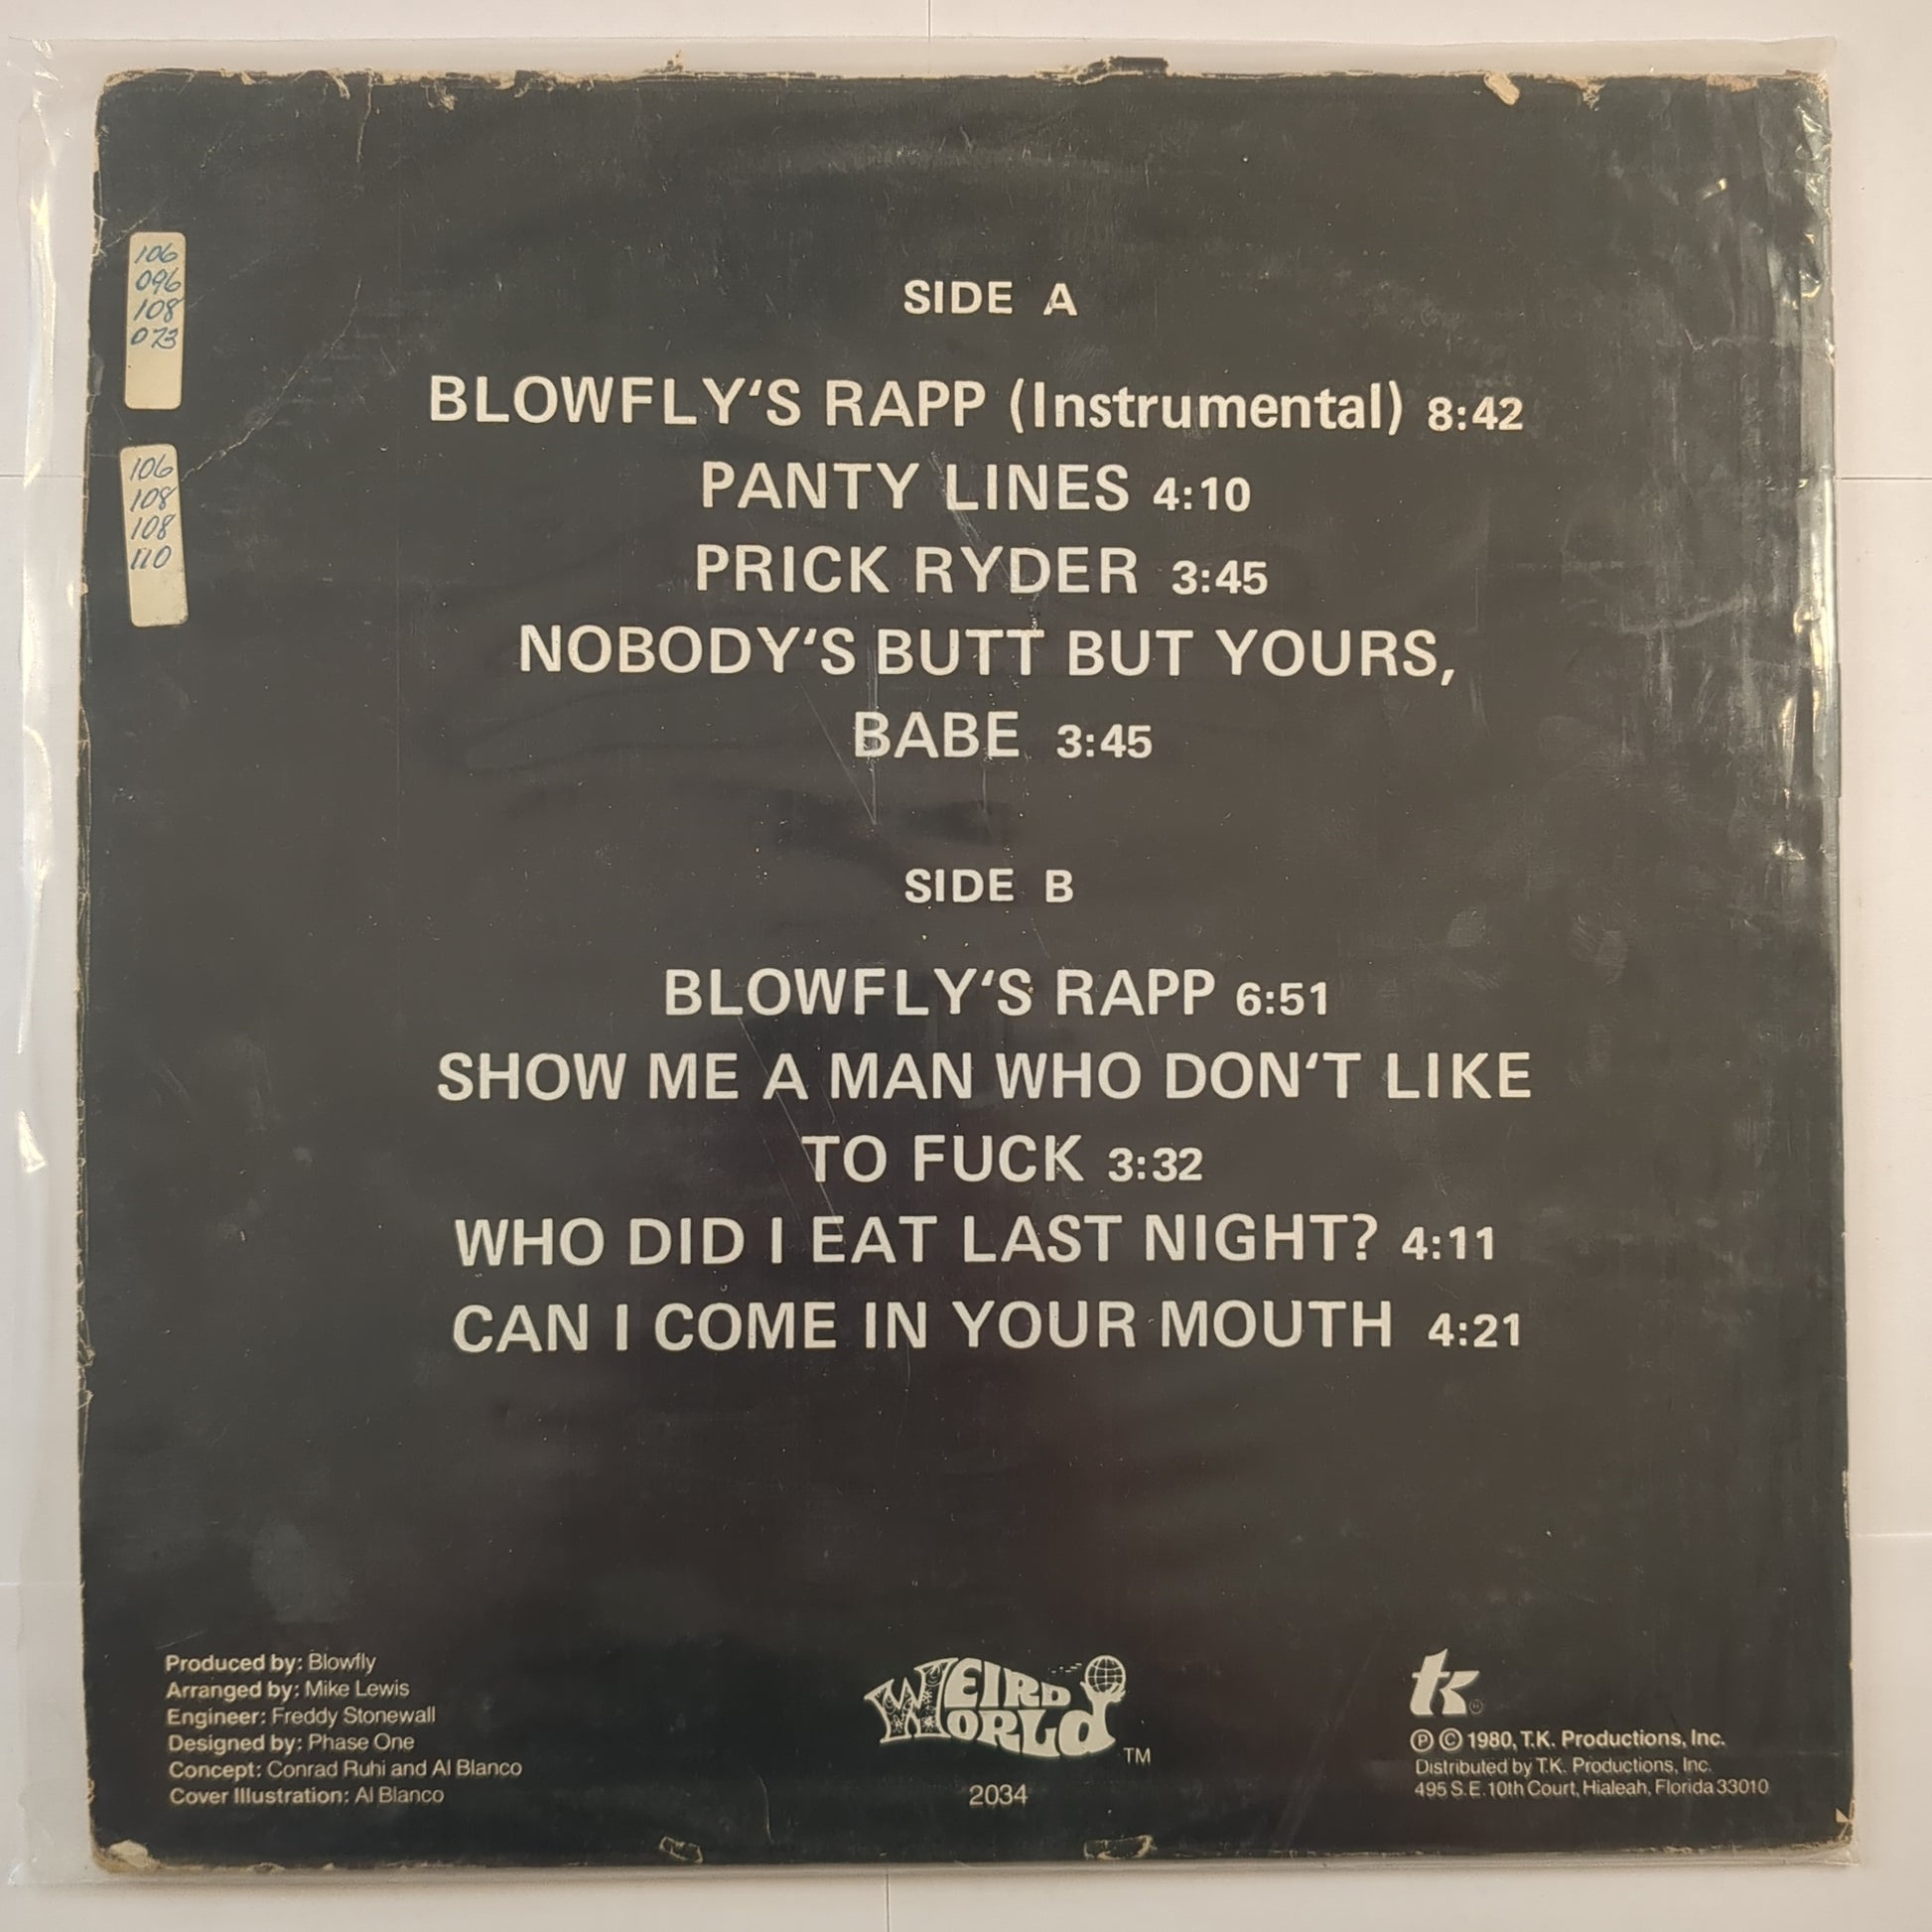 106
096
108
073
106
108
108
110
SIDE A
BLOWFLY'S RAPP (Instrumental) 8:42
PANTY LINES 4:10
PRICK RYDER 3:45
NOBODY'S BUTT BUT YOURS,
BABE 3:45
SIDE B
BLOWFLY'S RAPP 6:51
SHOW ME A MAN WHO DON'T LIKE
TO FUCK 3:32
WHO DID I EAT LAST NIGHT? 4:11
CAN I COME IN YOUR MOUTH 4:21
Produced by: Blowfly
Arranged by: Mike Lewis
Engineer: Freddy Stonewall
Designed by: Phase One
Concept: Conrad Ruhi and Al Blanco
Cover Illustration: Al Blanco
WEIRD
WORLD TM
2034
tk ®
℗ © 1980, T.K. Productions, Inc.
Distributed by T.K. Productions, Inc.
495 S.E. 10th Court, Hialeah, Florida 33010